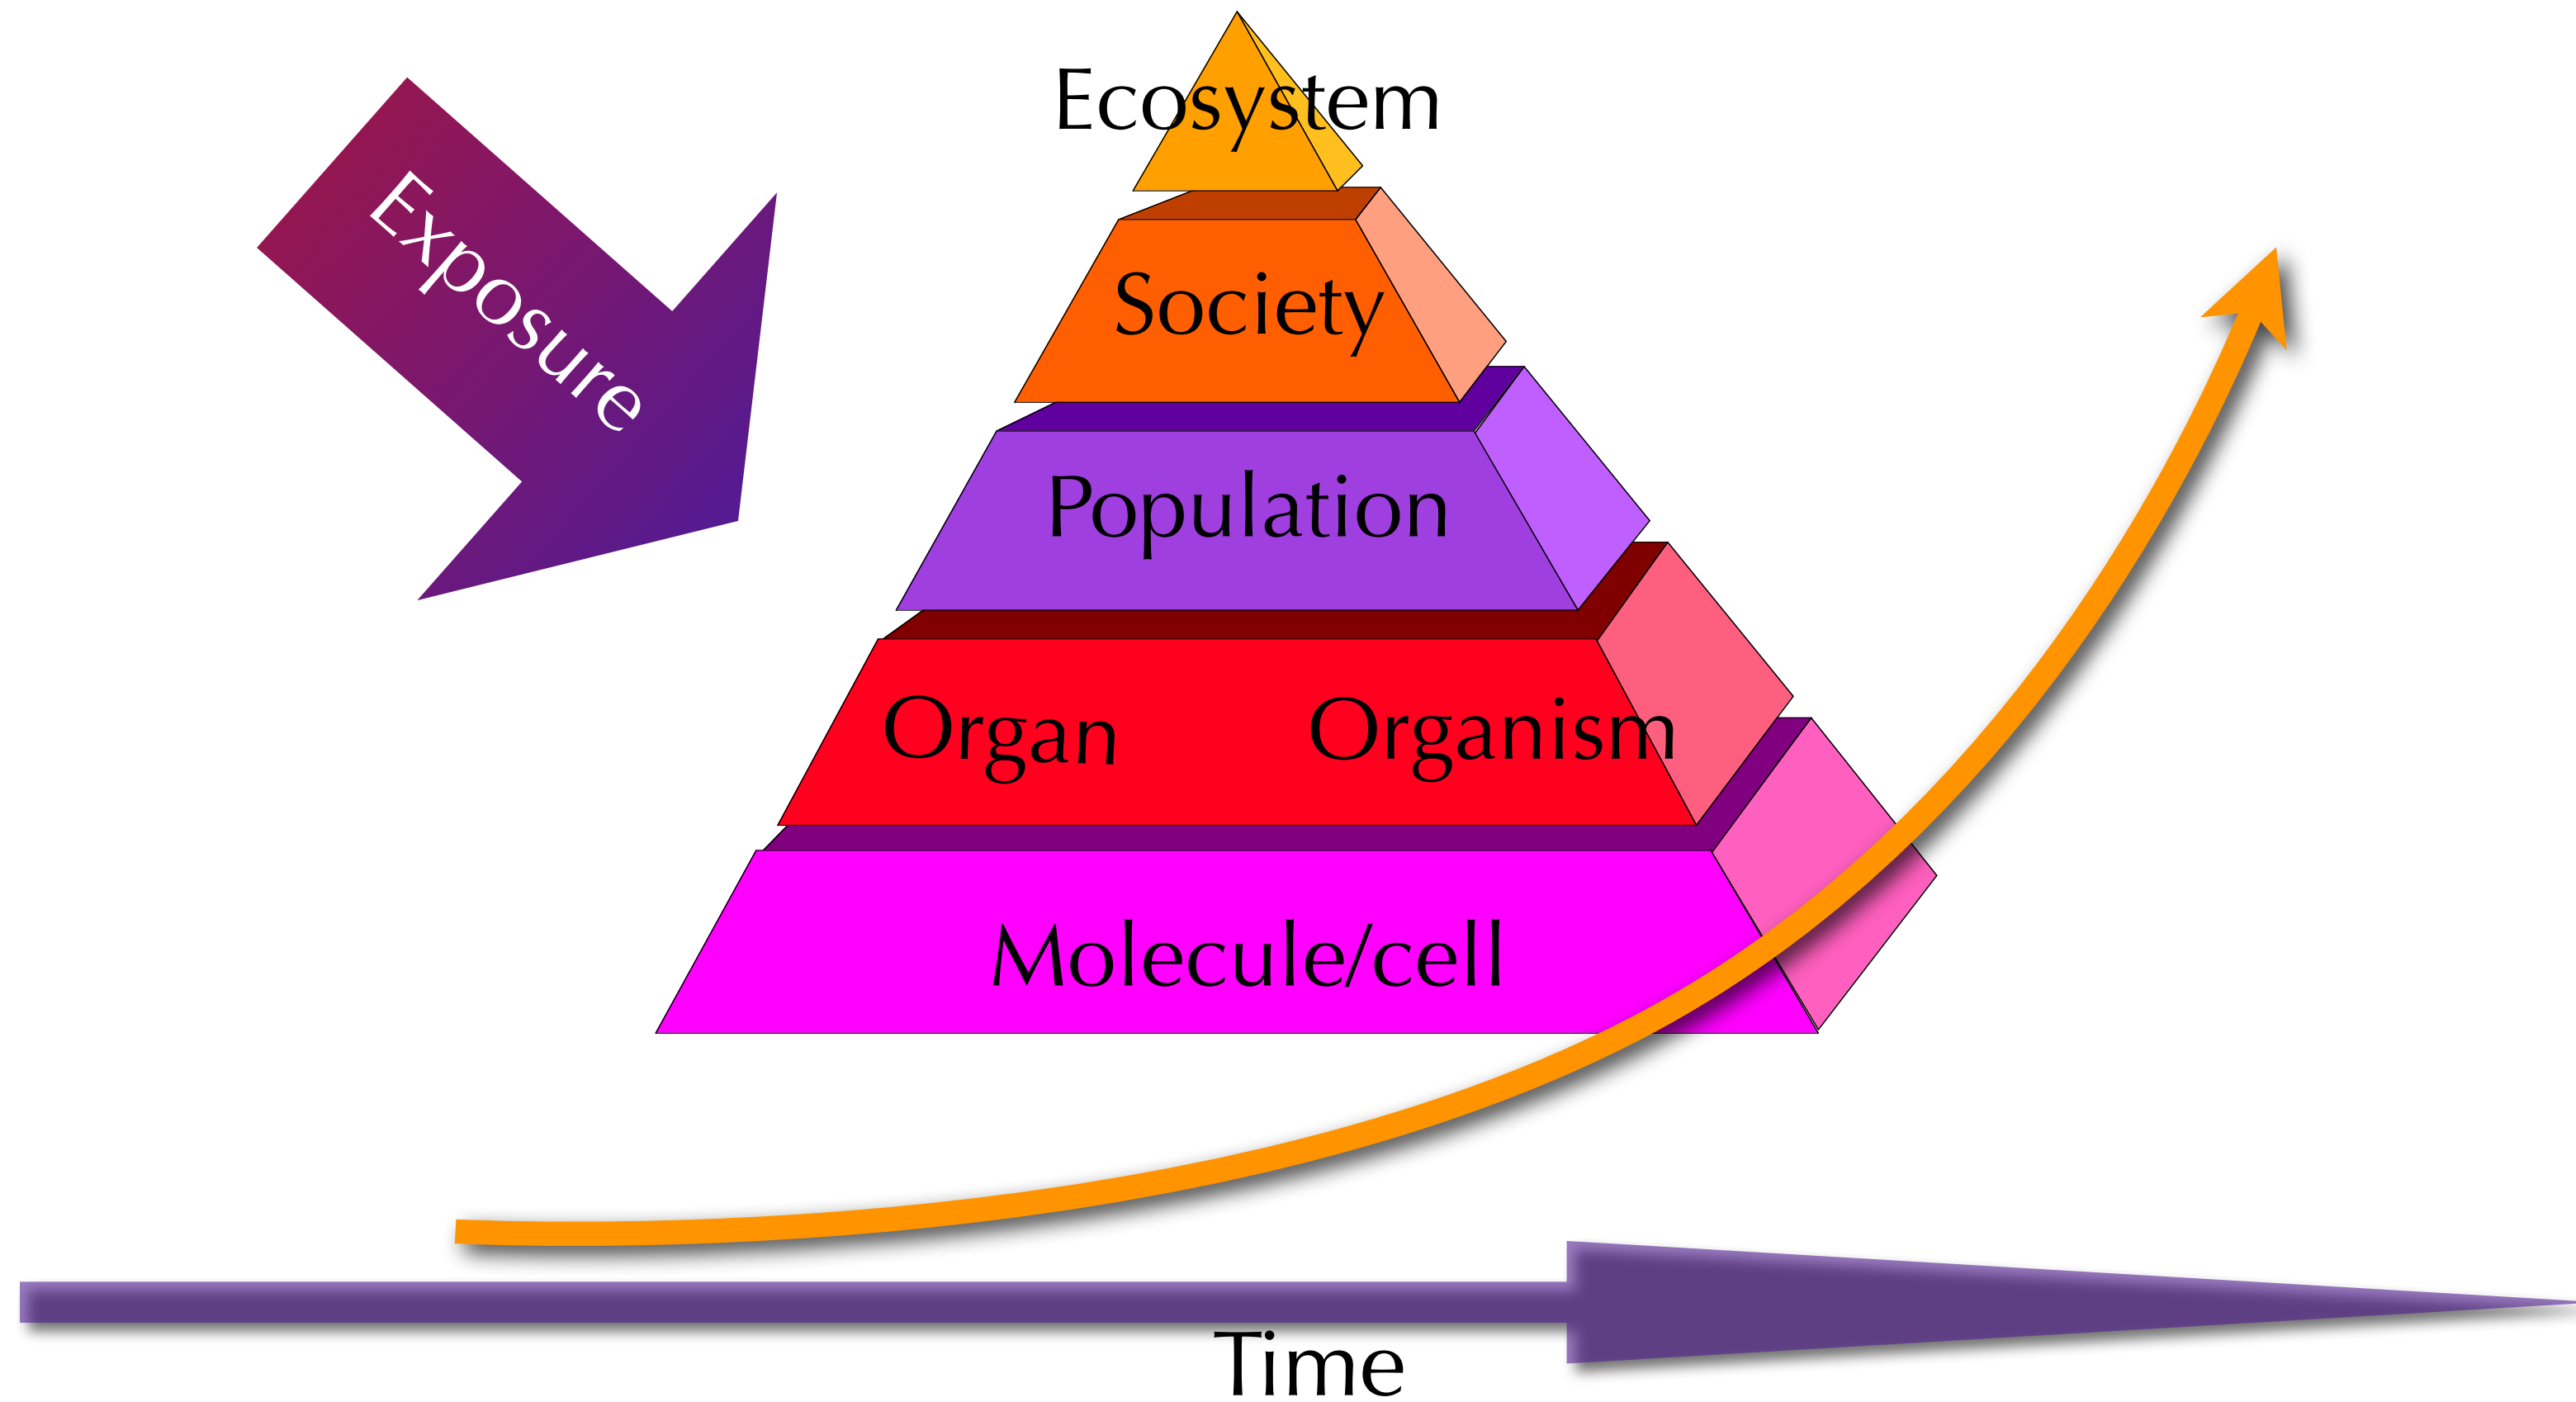 Ecosystem
Exposure
Society
Population
Organ Organism
Molecule/cell
Time